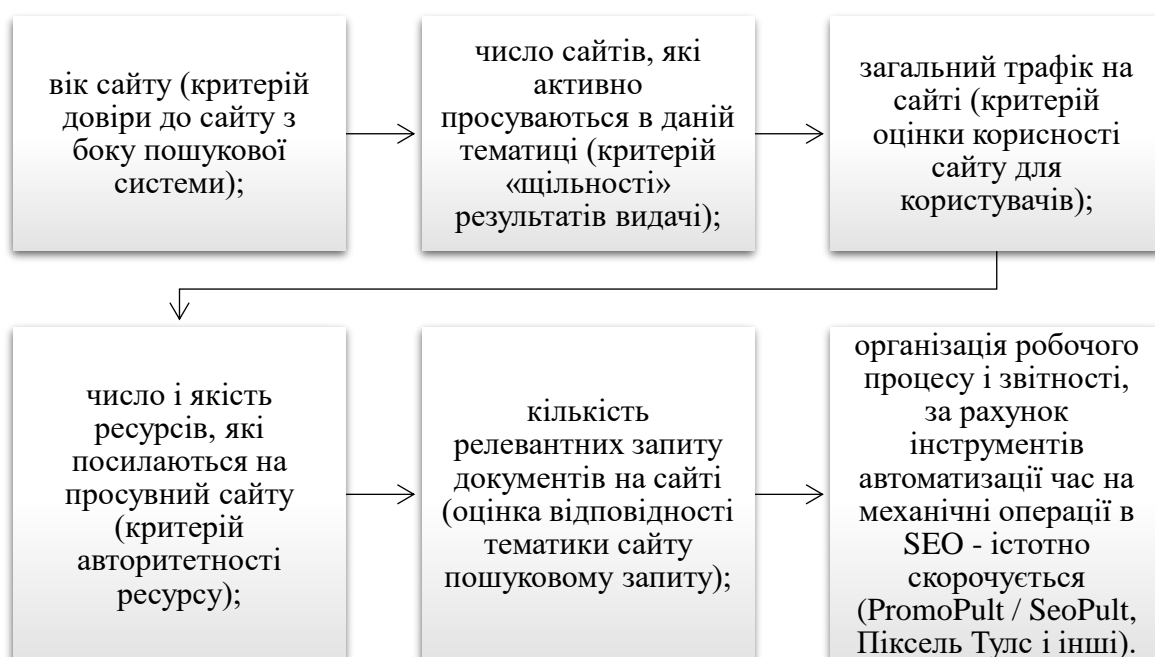 вік сайту (критерій
довіри до сайту з
боку пошукової
системи);
число сайтів, які
активно
просуваються в даній
тематиці (критерій
«щільності»
результатів видачі);
загальний трафік на
сайті (критерій
оцінки корисності
сайту для
користувачів);
число і якість
ресурсів, які
посилаються на
просувний сайту
(критерій
авторитетності
ресурсу);
кількість
релевантних запиту
документів на сайті
(оцінка відповідності
тематики сайту
пошуковому запиту);
організація робочого
процесу і звітності,
за рахунок
інструментів
автоматизації час на
механічні операції в
SEO - істотно
скорочується
(PromoPult / SeoPult,
Піксель Тулс і інші).